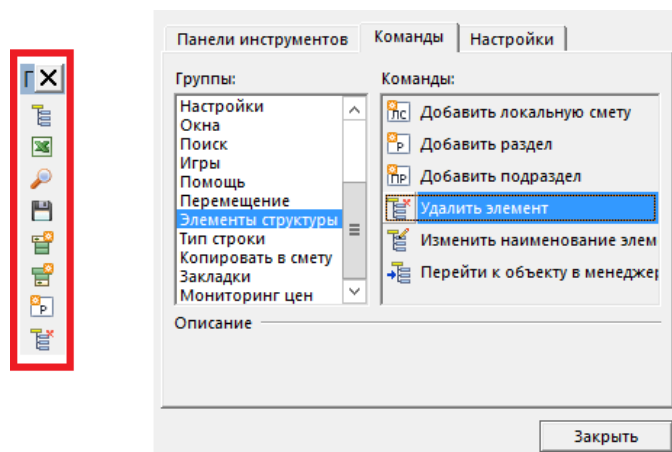 Панели инструментов Команды Настройки
Группы: Команды:
Настройки
Окна
Поиск
Игры
Помощь
Перемещение
Элементы структуры
Тип строки
Копировать в смету
Закладки
Мониторинг цен
ЛС Добавить локальную смету
Р Добавить раздел
ПР Добавить подраздел
Удалить элемент
Изменить наименование элем
Перейти к объекту в менеджер
Описание
Закрыть
Г
Р